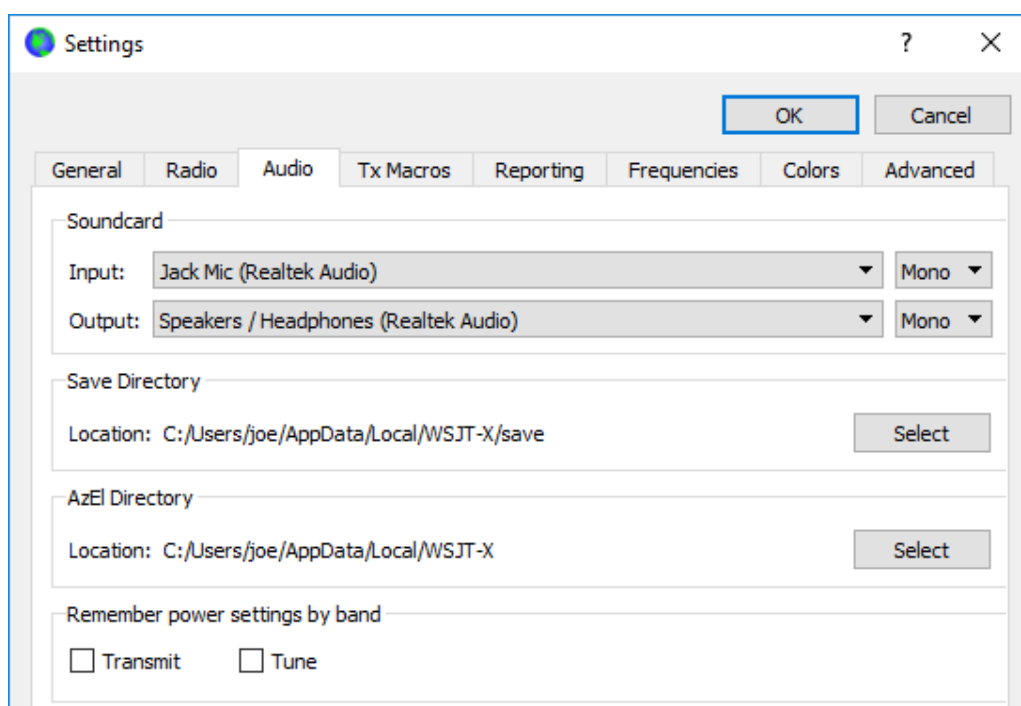 Settings
?
OK Cancel
General Radio Audio Tx Macros Reporting Frequencies Colors Advanced
Soundcard
Input: Jack Mic (Realtek Audio) Mono
Output: Speakers / Headphones (Realtek Audio) Mono
Save Directory
Location: C:/Users/joe/AppData/Local/WSJT-X/save Select
AzEl Directory
Location: C:/Users/joe/AppData/Local/WSJT-X Select
Remember power settings by band
Transmit Tune